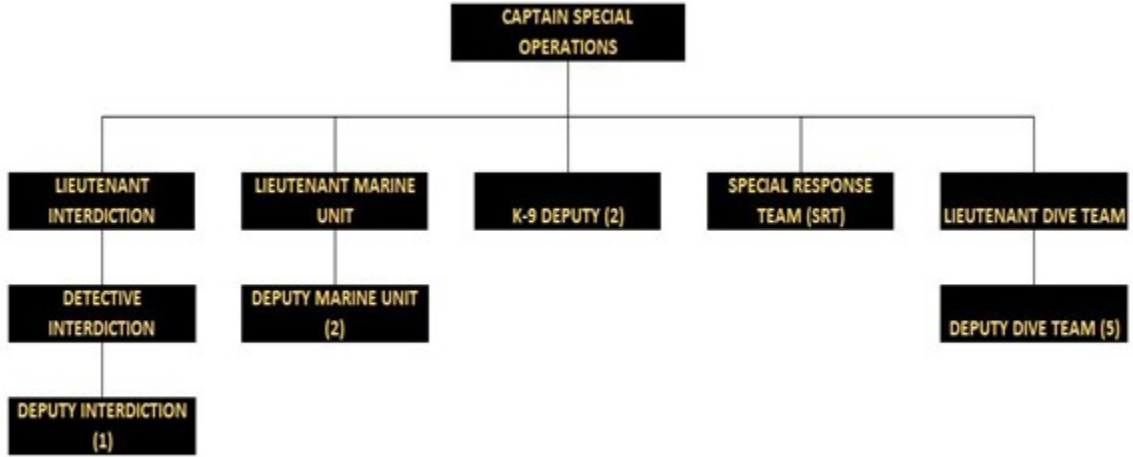 CAPTAIN SPECIAL
OPERATIONS
LIEUTENANT
INTERDICTION
LIEUTENANT MARINE
UNIT
K-9 DEPUTY (2)
SPECIAL RESPONSE
TEAM (SRT)
LIEUTENANT DIVE TEAM
DETECTIVE
INTERDICTION
DEPUTY MARINE UNIT
(2)
DEPUTY DIVE TEAM (5)
DEPUTY INTERDICTION
(1)